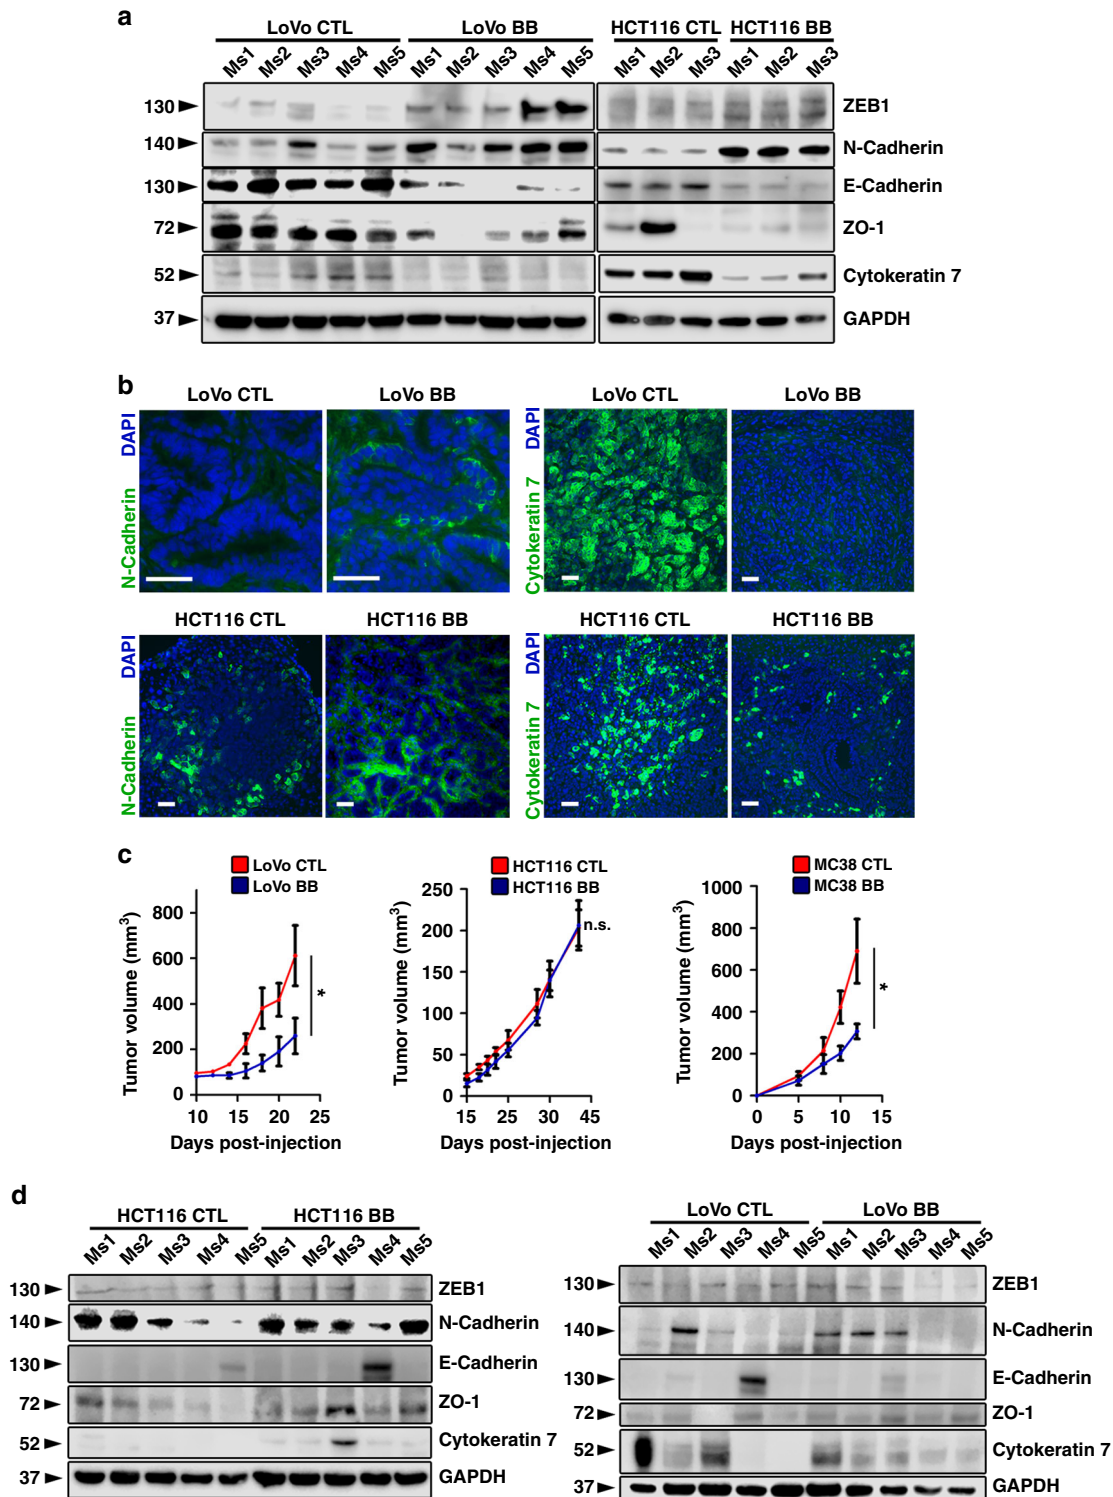 a
LoVo CTL LoVo BB HCT116 CTL HCT116 BB
Ms1 Ms2 Ms3 Ms4 Ms5 Ms1 Ms2 Ms3 Ms4 Ms5 Ms1 Ms2 Ms3 Ms1 Ms2 Ms3
130 ZEB1
140 N-Cadherin
130 E-Cadherin
72 ZO-1
52 Cytokeratin 7
37 GAPDH
b
LoVo CTL LoVo BB LoVo CTL LoVo BB
N-Cadherin DAPI
Cytokeratin 7 DAPI
HCT116 CTL HCT116 BB HCT116 CTL HCT116 BB
N-Cadherin DAPI
Cytokeratin 7 DAPI
c
LoVo CTL
LoVo BB
Tumor volume (mm³)
800
600
400
200
0
*
10 15 20 25
Days post-injection
HCT116 CTL
HCT116 BB
Tumor volume (mm³)
250
200
150
100
50
0
n.s.
15 25 30 45
Days post-injection
MC38 CTL
MC38 BB
Tumor volume (mm³)
1000
800
600
400
200
0
*
0 5 10 15
Days post-injection
d
HCT116 CTL HCT116 BB
Ms1 Ms2 Ms3 Ms4 Ms5 Ms1 Ms2 Ms3 Ms4 Ms5
130 ZEB1
140 N-Cadherin
130 E-Cadherin
72 ZO-1
52 Cytokeratin 7
37 GAPDH
LoVo CTL LoVo BB
Ms1 Ms2 Ms3 Ms4 Ms5 Ms1 Ms2 Ms3 Ms4 Ms5
130 ZEB1
140 N-Cadherin
130 E-Cadherin
72 ZO-1
52 Cytokeratin 7
37 GAPDH